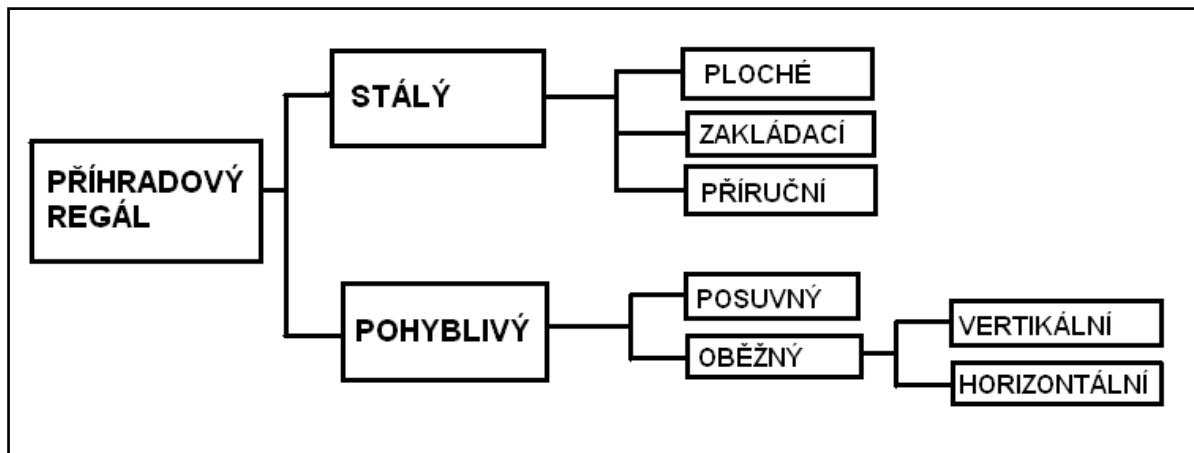 PŘÍHRADOVÝ
REGÁL
STÁLÝ
PLOCHÉ
ZAKLÁDACÍ
PŘÍRUČNÍ
POHYBLIVÝ
POSUVNÝ
OBĚŽNÝ
VERTIKÁLNÍ
HORIZONTÁLNÍ